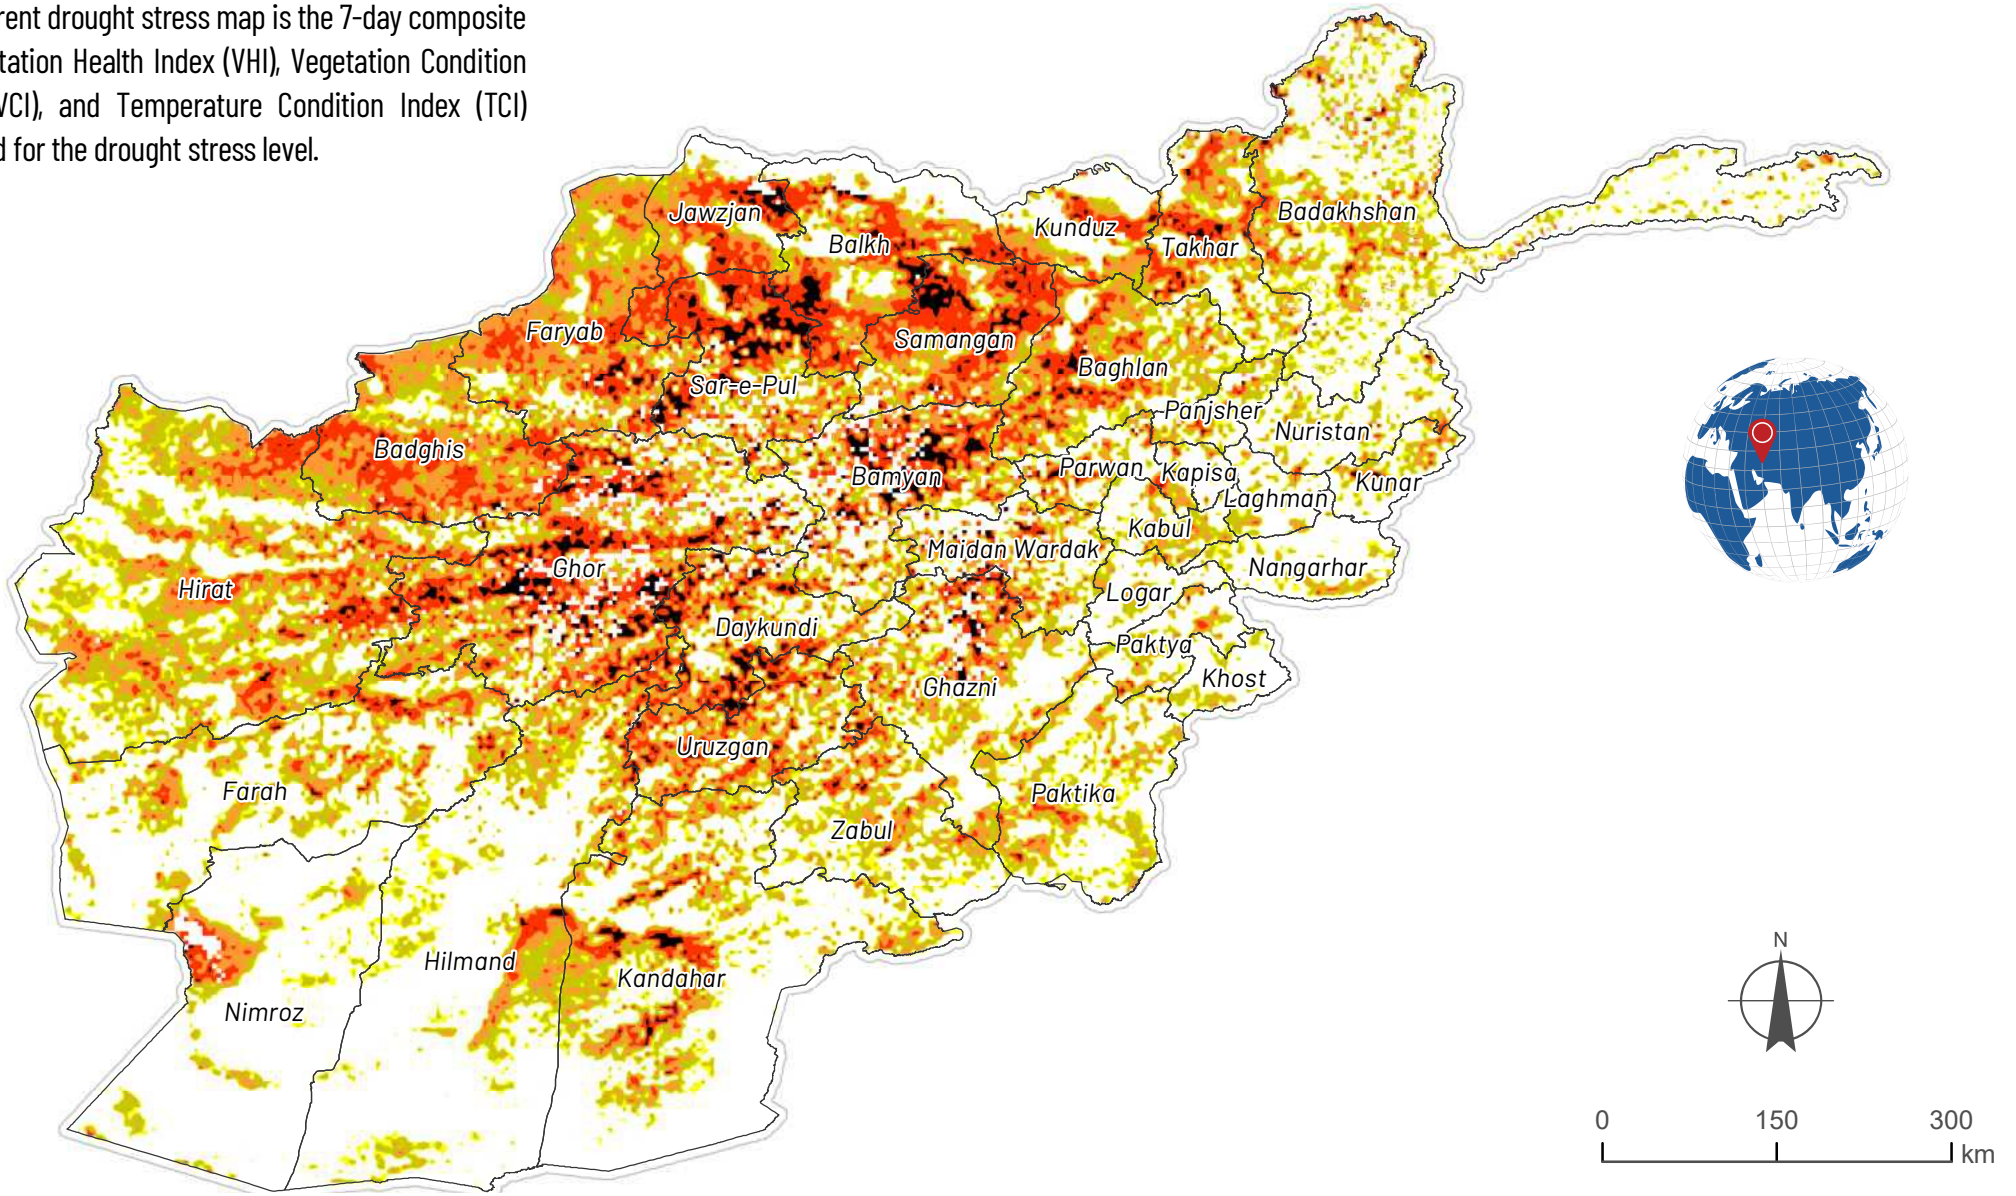 rent drought stress map is the 7-day composite
tation Health Index (VHI), Vegetation Condition
VCI), and Temperature Condition Index (TCI)
d for the drought stress level.
Jawzjan
Balkh
Kunduz
Takhar
Badakhshan
Faryab
Samangan
Baghlan
Sar-e-Pul
Panjsher
Nuristan
Badghis
Bamyan
Parwan
Kapisa
Kunar
Laghman
Kabul
Maidan Wardak
Ghor
Nangarhar
Hirat
Logar
Daykundi
Paktya
Khost
Ghazni
Uruzgan
Farah
Paktika
Zabul
Hilmand
Kandahar
Nimroz
N
0 150 300
km